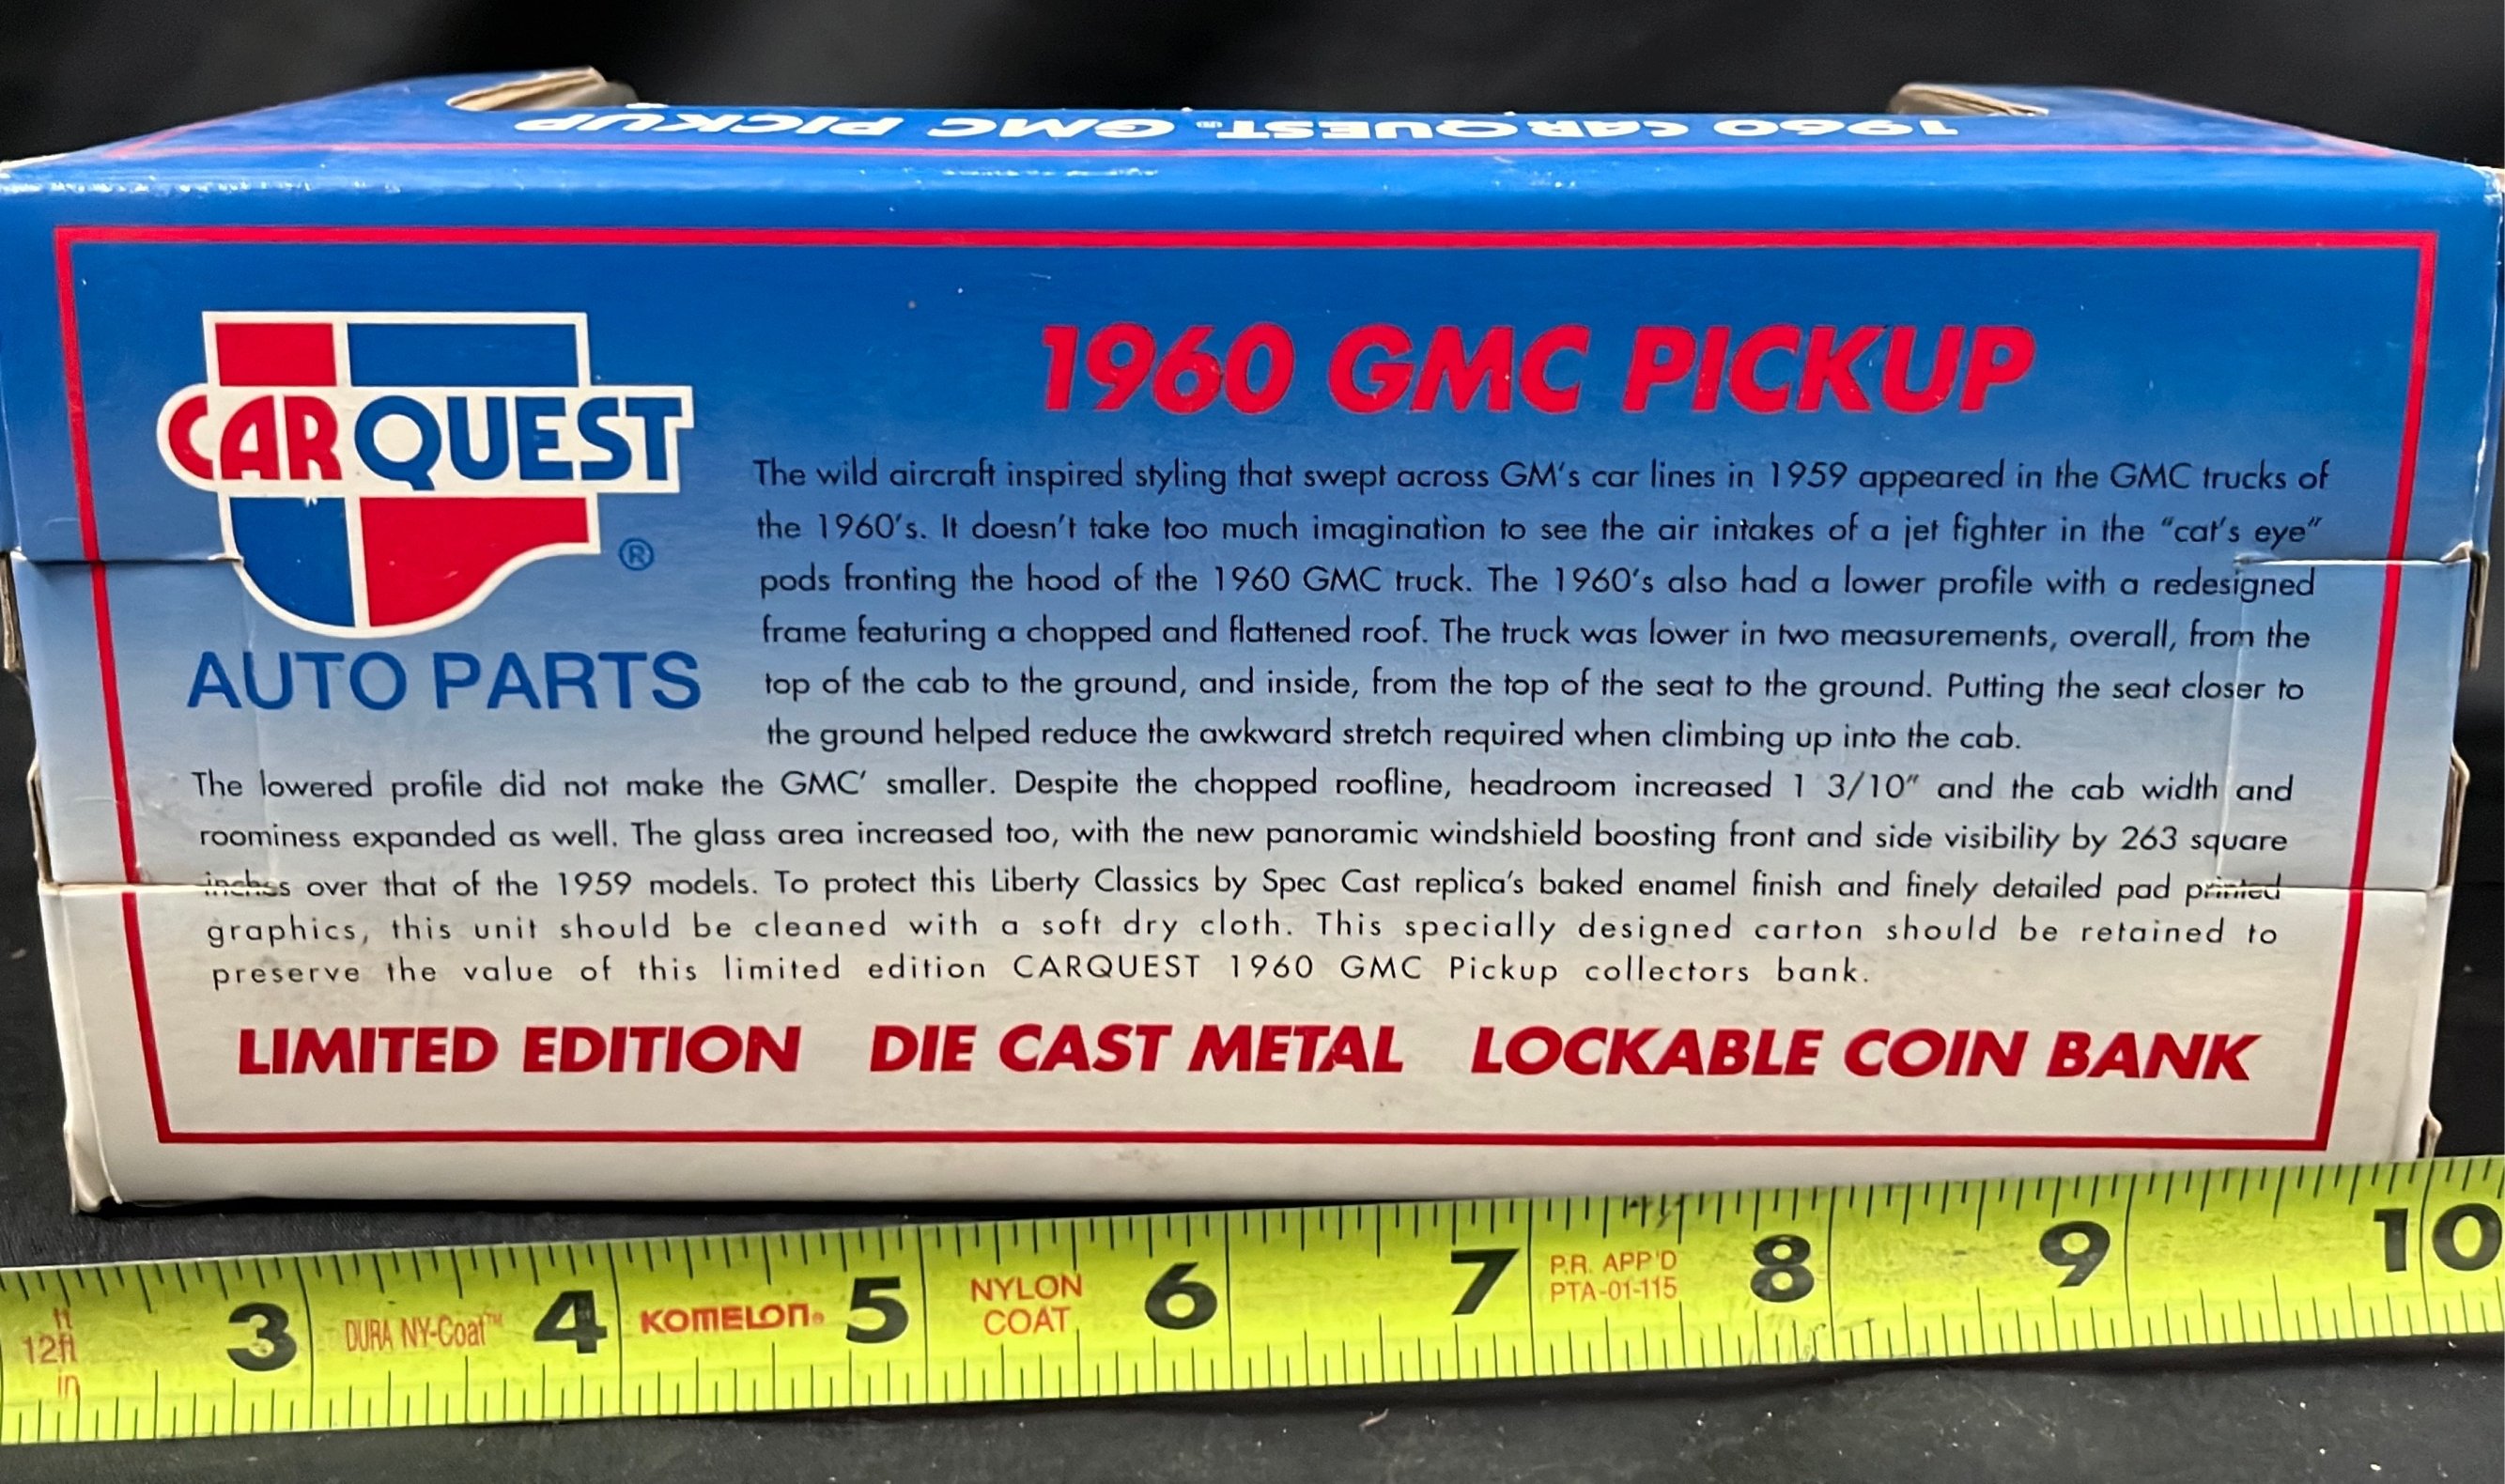 1960 CARQUEST GMC PICKUP
CARQUEST
®
AUTO PARTS
1960 GMC PICKUP
The wild aircraft inspired styling that swept across GM's car lines in 1959 appeared in the GMC trucks of
the 1960's. It doesn't take too much imagination to see the air intakes of a jet fighter in the "cat's eye"
pods fronting the hood of the 1960 GMC truck. The 1960's also had a lower profile with a redesigned
frame featuring a chopped and flattened roof. The truck was lower in two measurements, overall, from the
top of the cab to the ground, and inside, from the top of the seat to the ground. Putting the seat closer to
the ground helped reduce the awkward stretch required when climbing up into the cab.
The lowered profile did not make the GMC' smaller. Despite the chopped roofline, headroom increased 1 3/10" and the cab width and
roominess expanded as well. The glass area increased too, with the new panoramic windshield boosting front and side visibility by 263 square
inches over that of the 1959 models. To protect this Liberty Classics by Spec Cast replica's baked enamel finish and finely detailed pad printed
graphics, this unit should be cleaned with a soft dry cloth. This specially designed carton should be retained to
preserve the value of this limited edition CARQUEST 1960 GMC Pickup collectors bank.
LIMITED EDITION DIE CAST METAL LOCKABLE COIN BANK
ft
12ft
in
3 DURA NY-Coat™ 4 KOMELON® 5 NYLON COAT 6 7 P.R. APP'D PTA-01-115 8 9 10